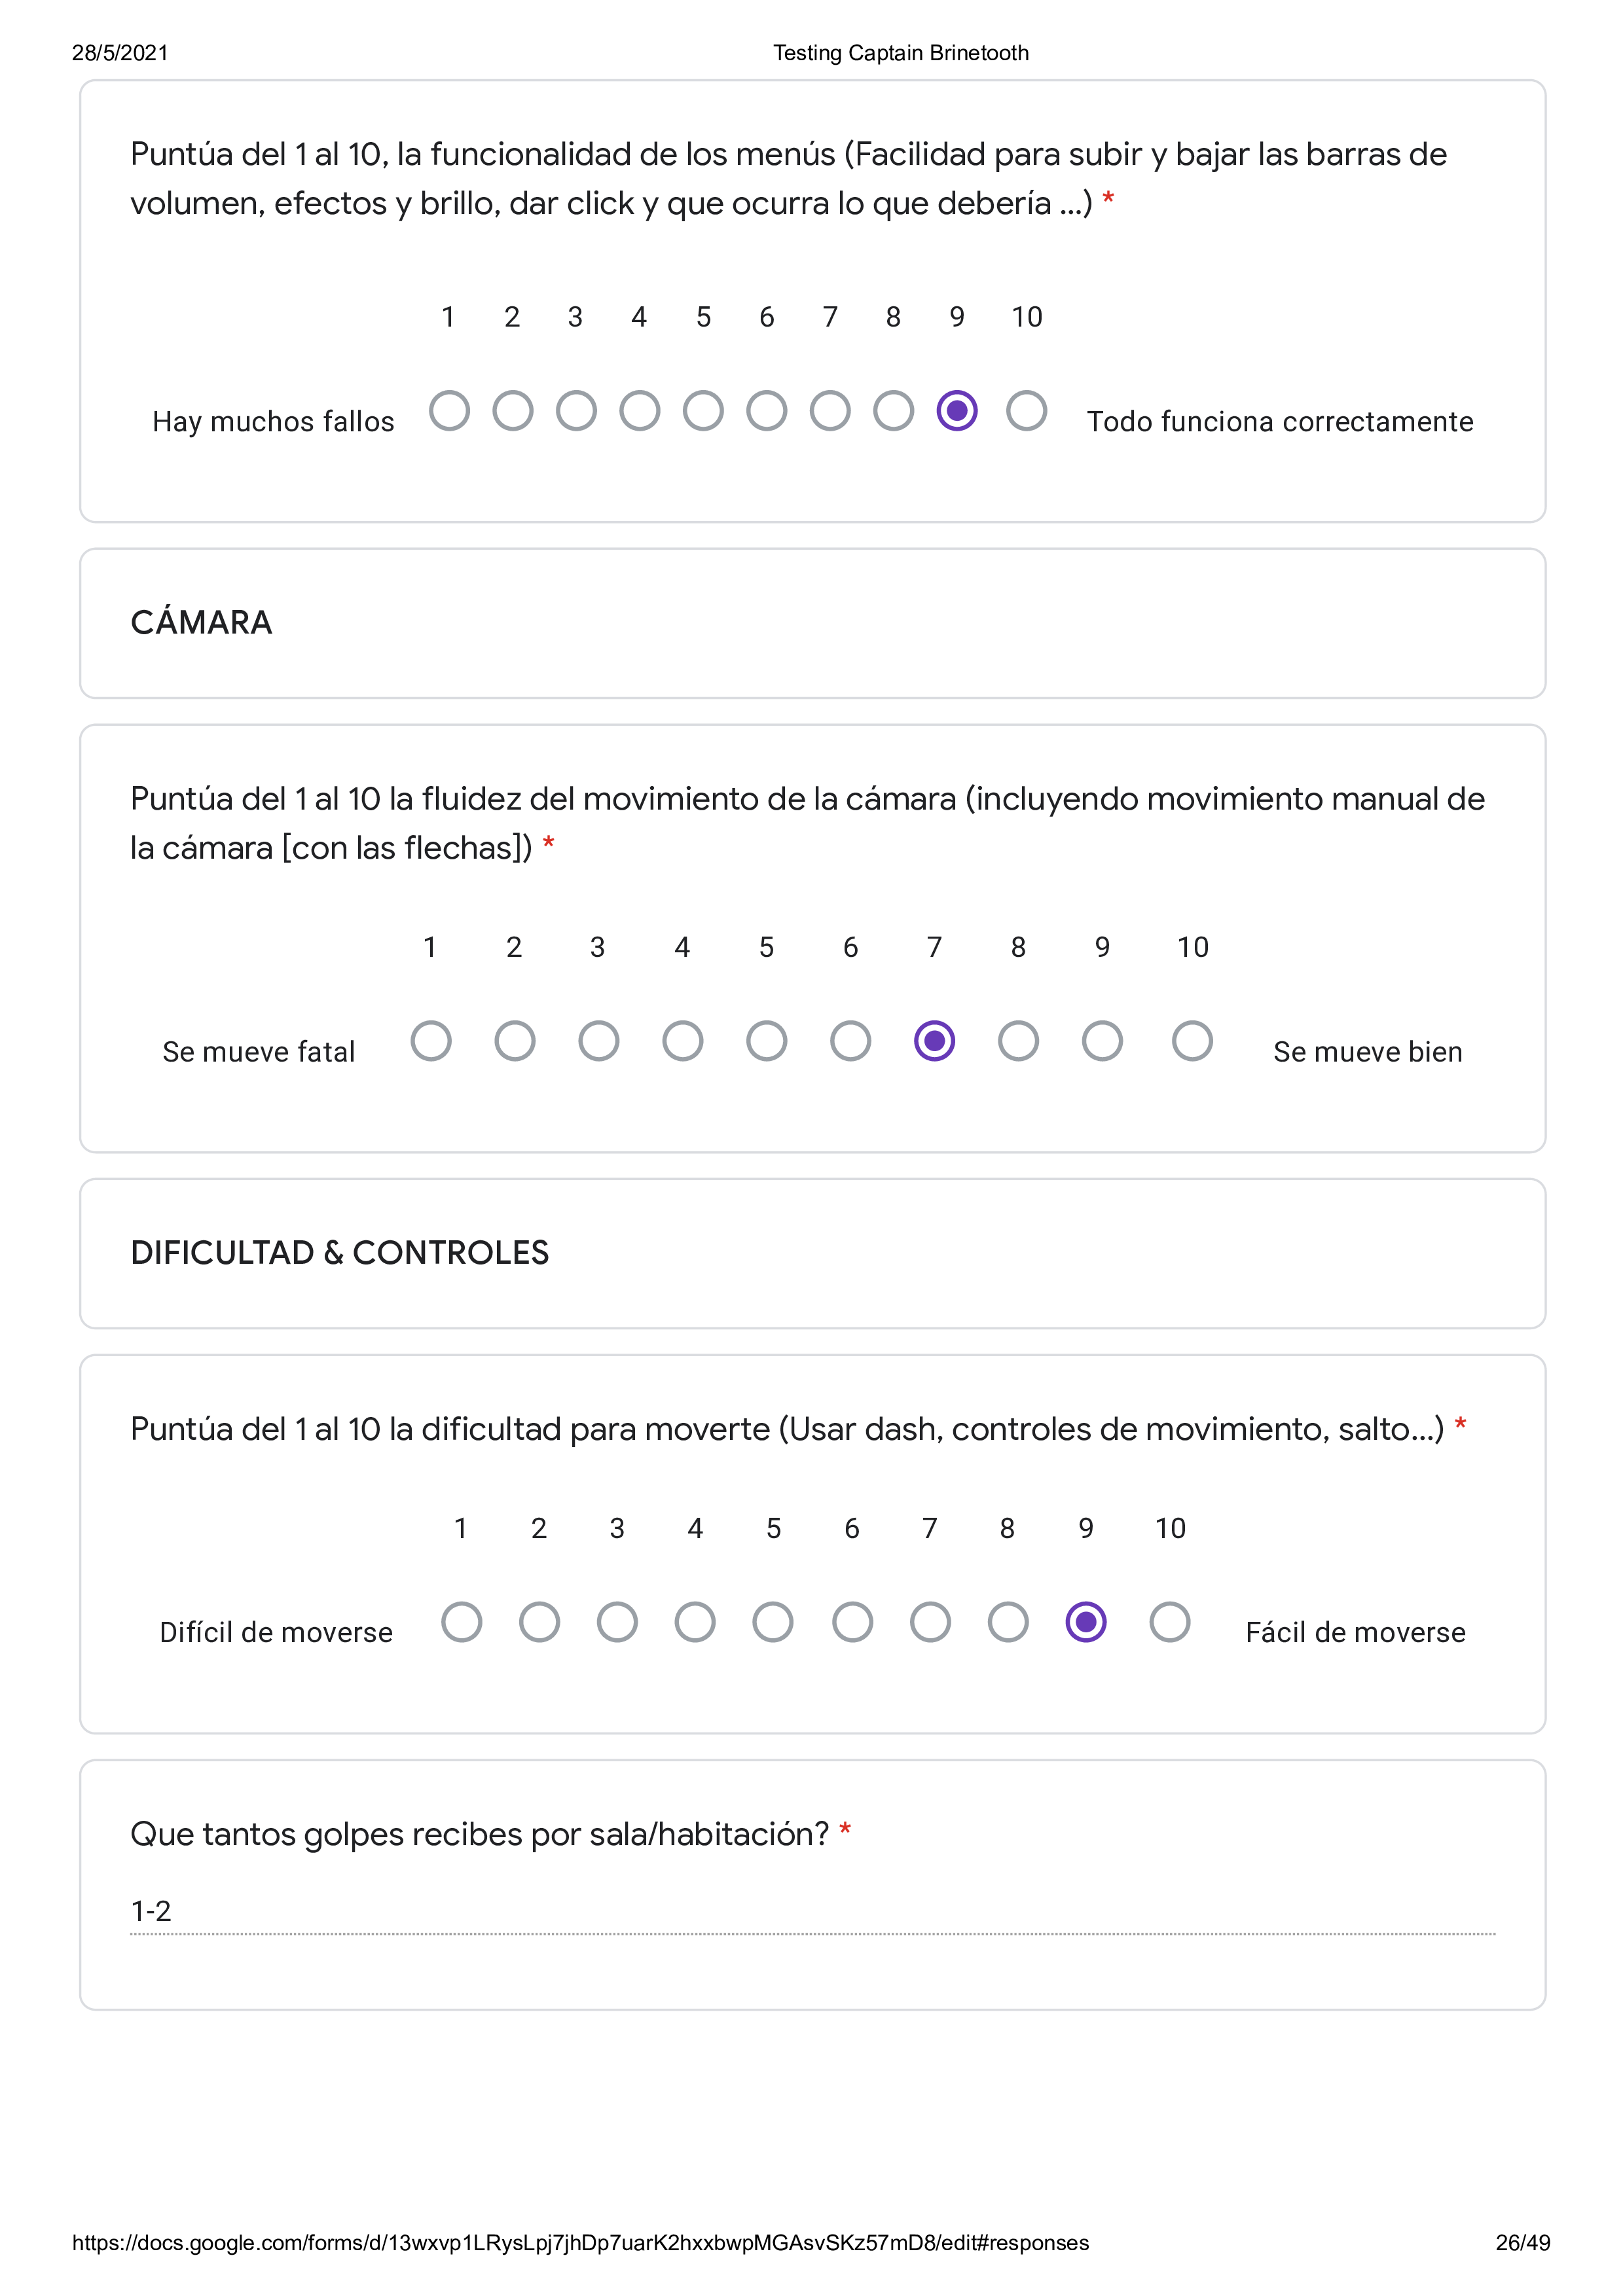 28/5/2021 Testing Captain Brinetooth
Puntúa del 1 al 10, la funcionalidad de los menús (Facilidad para subir y bajar las barras de
volumen, efectos y brillo, dar click y que ocurra lo que debería ...) *
1 2 3 4 5 6 7 8 9 10
Hay muchos fallos Todo funciona correctamente
CÁMARA
Puntúa del 1 al 10 la fluidez del movimiento de la cámara (incluyendo movimiento manual de
la cámara [con las flechas]) *
1 2 3 4 5 6 7 8 9 10
Se mueve fatal Se mueve bien
DIFICULTAD & CONTROLES
Puntúa del 1 al 10 la dificultad para moverte (Usar dash, controles de movimiento, salto...) *
1 2 3 4 5 6 7 8 9 10
Difícil de moverse Fácil de moverse
Que tantos golpes recibes por sala/habitación? *
1-2
https://docs.google.com/forms/d/13wxvp1LRysLpj7jhDp7uarK2hxxbwpMGAsvSKz57mD8/edit#responses 26/49